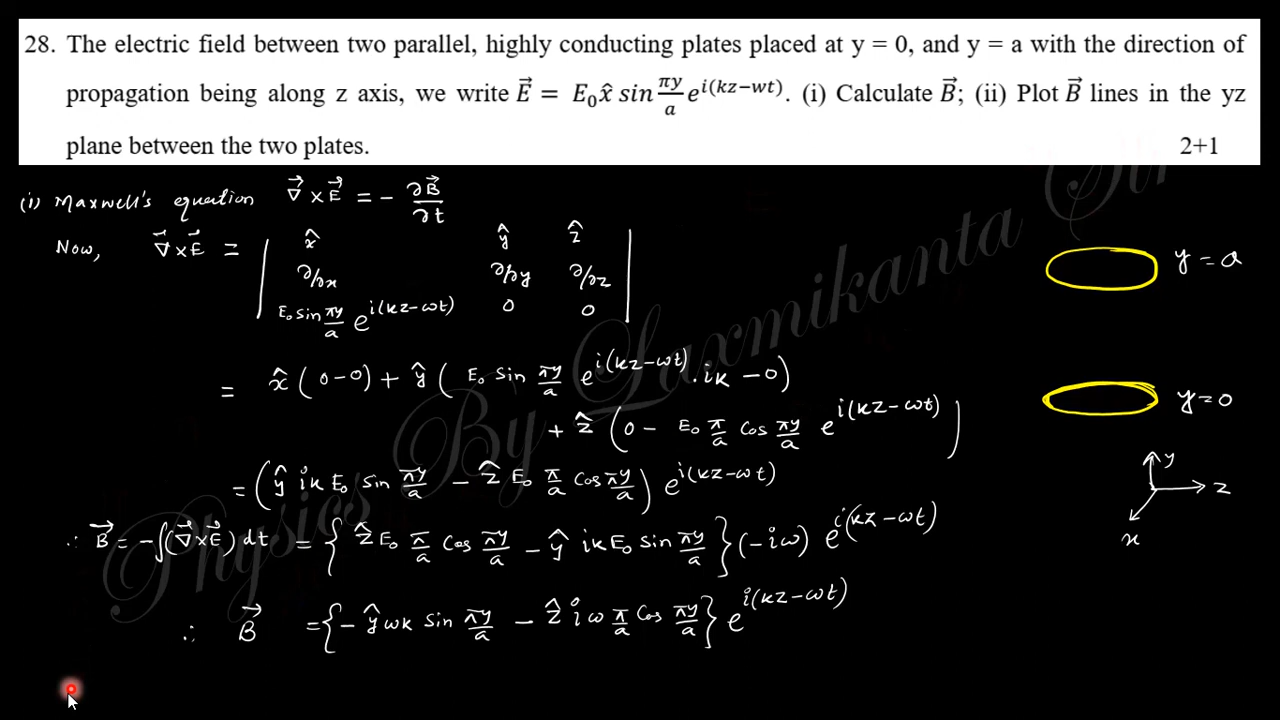 28. The electric field between two parallel, highly conducting plates placed at y = 0, and y = a with the direction of
propagation being along z axis, we write E⃗ = E₀x̂ sin πy/a e^{i(kz−wt)}. (i) Calculate B⃗; (ii) Plot B⃗ lines in the yz
plane between the two plates. 2+1
(i) Maxwell's equation ∇⃗ × E⃗ = − ∂B⃗/∂t
Now, ∇⃗ × E⃗ = | x̂ ŷ ẑ |
| ∂/∂x ∂/∂y ∂/∂z |
| E₀ sin πy/a e^{i(kz−ωt)} 0 0 |
= x̂ (0−0) + ŷ ( E₀ sin πy/a e^{i(kz−ωt)} . ik − 0 )
+ ẑ ( 0 − E₀ π/a cos πy/a e^{i(kz−ωt)} )
= ( ŷ ik E₀ sin πy/a − ẑ E₀ π/a cos πy/a ) e^{i(kz−ωt)}
∴ B⃗ = −∫(∇⃗ × E⃗) dt = { ẑ E₀ π/a cos πy/a − ŷ ik E₀ sin πy/a } (−iω) e^{i(kz−ωt)}
∴ B⃗ = { − ŷ ωk sin πy/a − ẑ i ω π/a cos πy/a } e^{i(kz−ωt)}
y = a
y = 0
y
z
x
Physics By Laxmikanta Sir